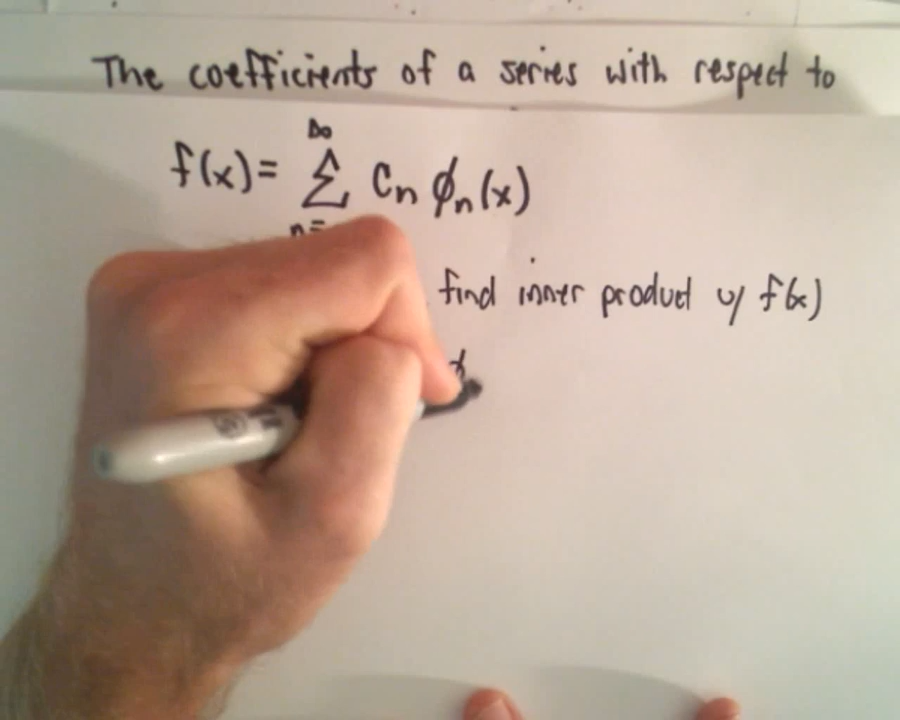 The coefficients of a series with respect to
f(x) = ∞ Σ n= Cn ϕn(x)
find inner product w/ f(x)
ϕ